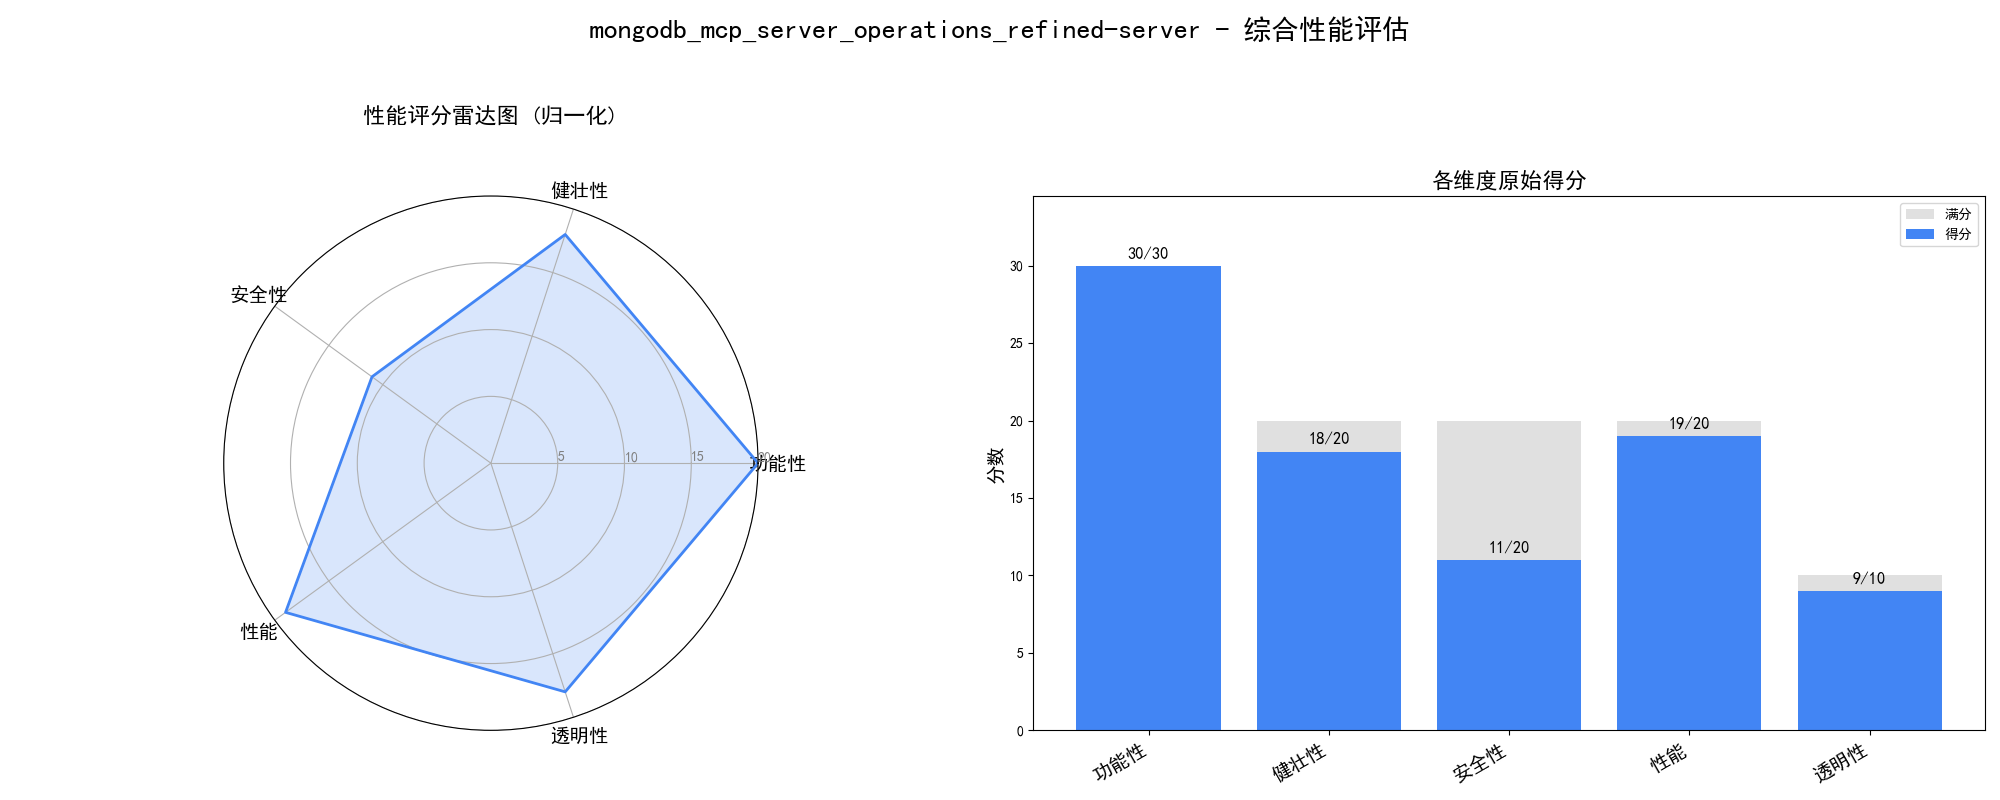 mongodb_mcp_server_operations_refined-server - 综合性能评估
性能评分雷达图 (归一化)
健壮性
安全性
5
10
15
20
功能性
性能
透明性
各维度原始得分
满分
得分
分数
30
25
20
15
10
5
0
30/30
18/20
11/20
19/20
9/10
功能性
健壮性
安全性
性能
透明性